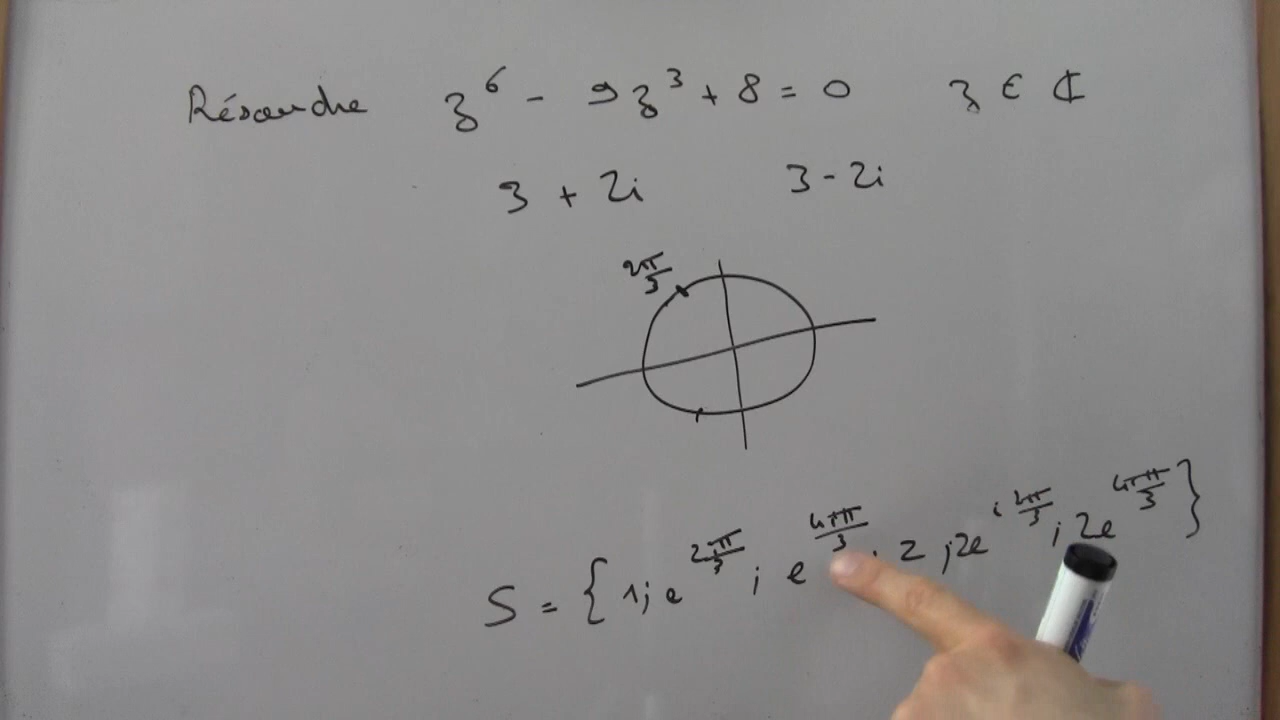 Résoudre z⁶ - 9z³ + 8 = 0 z ∈ ℂ
3 + 2i 3 - 2i
2π/3
S = { 1; e^(2π/3) ; e^(4π/3) ; 2 ; 2e^(i 2π/3) ; 2e^(4π/3) }